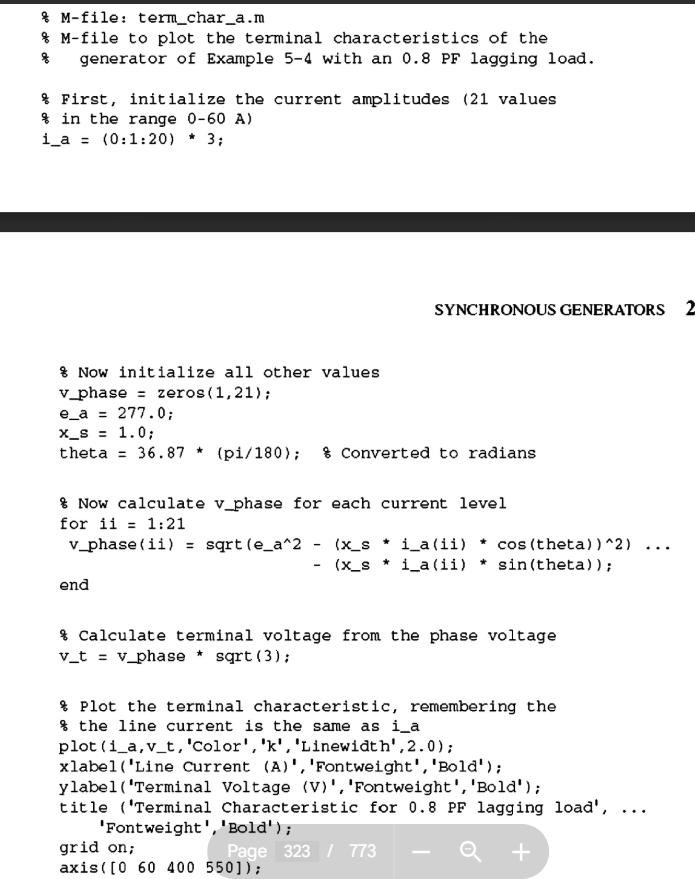 % M-file: term_char_a.m
% M-file to plot the terminal characteristics of the
%   generator of Example 5-4 with an 0.8 PF lagging load.
% First, initialize the current amplitudes (21 values
% in the range 0-60 A)
i_a = (0:1:20) * 3;
SYNCHRONOUS GENERATORS 2
% Now initialize all other values
v_phase = zeros(1,21);
e_a = 277.0;
x_s = 1.0;
theta = 36.87 * (pi/180);  % Converted to radians
% Now calculate v_phase for each current level
for ii = 1:21
 v_phase(ii) = sqrt(e_a^2 - (x_s * i_a(ii) * cos(theta))^2) ...
                          - (x_s * i_a(ii) * sin(theta));
end
% Calculate terminal voltage from the phase voltage
v_t = v_phase * sqrt(3);
% Plot the terminal characteristic, remembering the
% the line current is the same as i_a
plot(i_a,v_t,'Color','k','Linewidth',2.0);
xlabel('Line Current (A)','Fontweight','Bold');
ylabel('Terminal Voltage (V)','Fontweight','Bold');
title ('Terminal Characteristic for 0.8 PF lagging load', ...
    'Fontweight','Bold');
grid on;
Page 323 / 773
axis([0 60 400 550]);